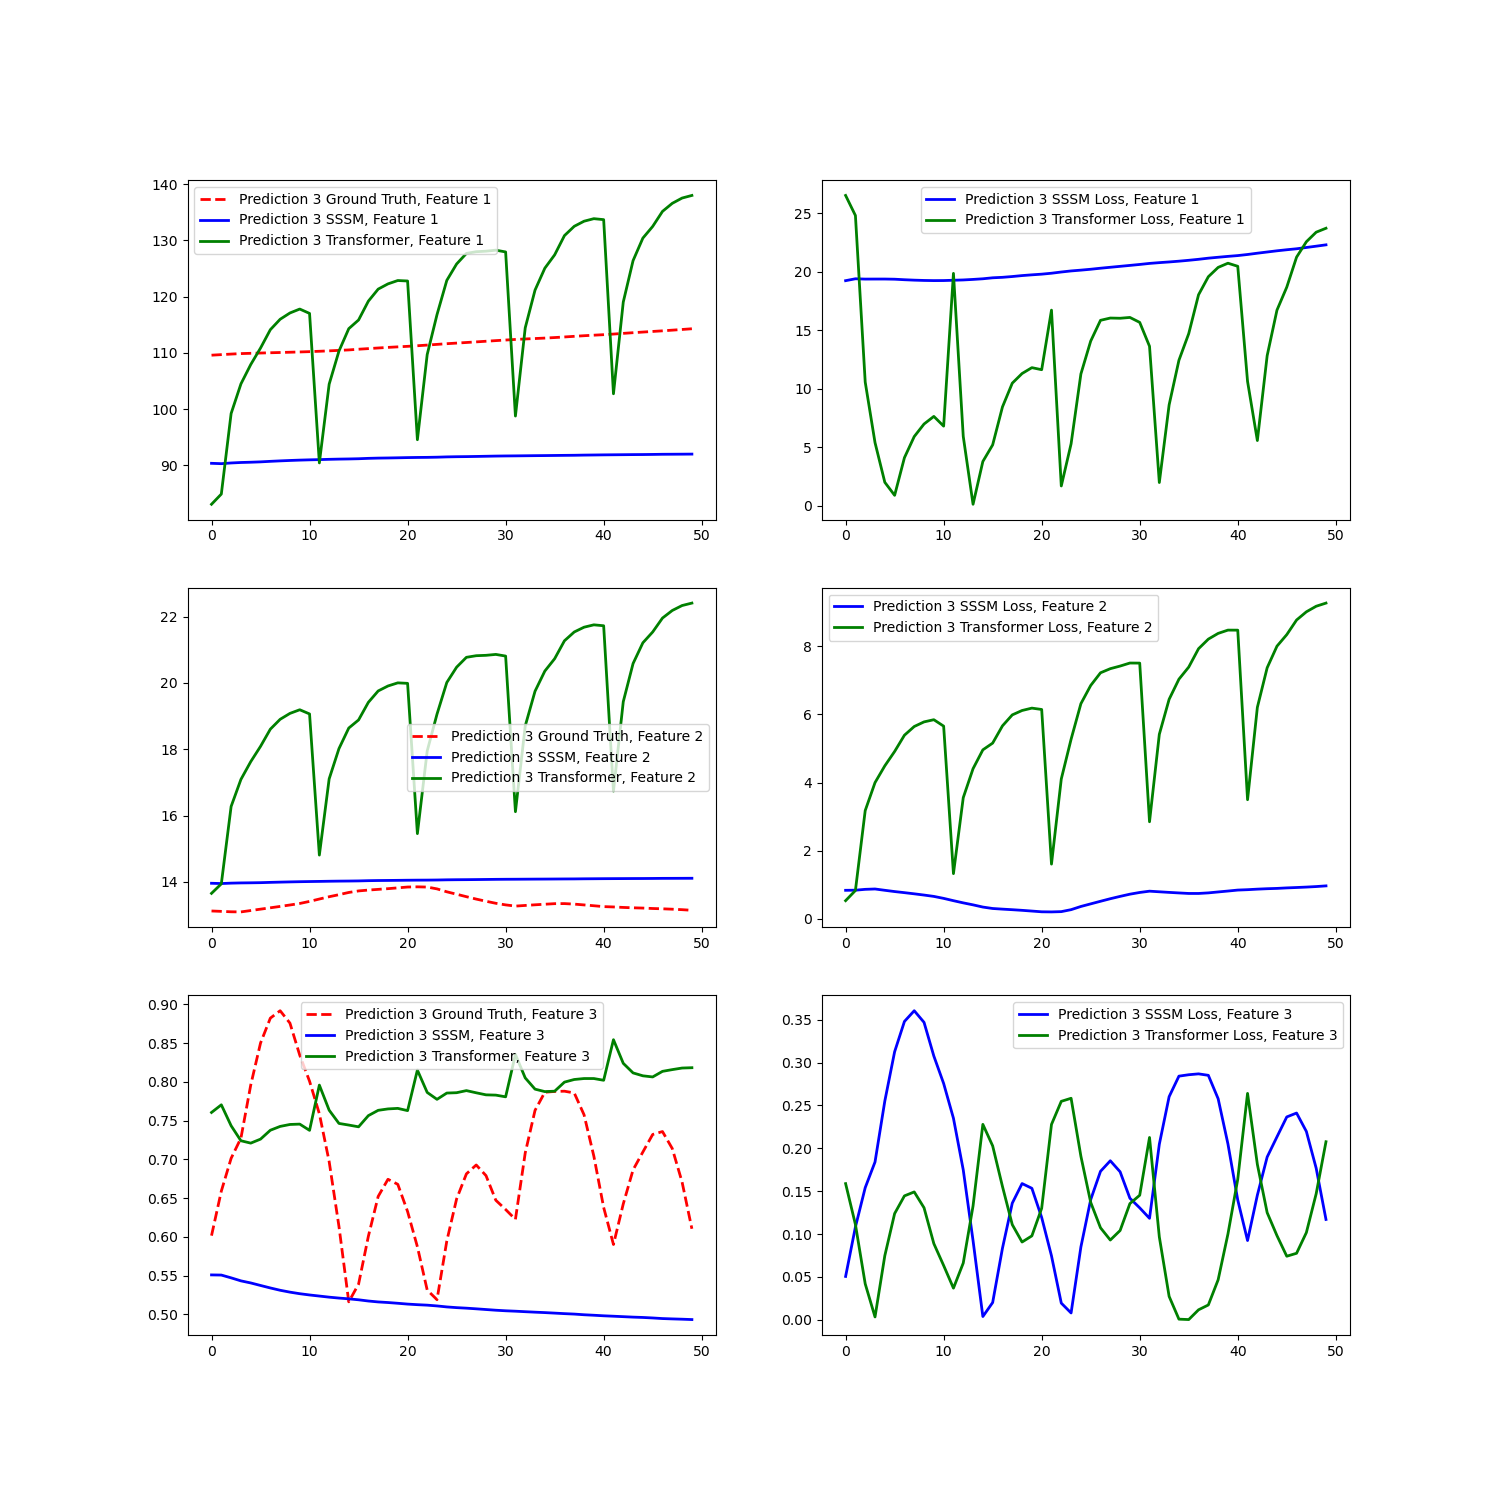 140
130
120
110
100
90
0 10 20 30 40 50
Prediction 3 Ground Truth, Feature 1
Prediction 3 SSSM, Feature 1
Prediction 3 Transformer, Feature 1
25
20
15
10
5
0
0 10 20 30 40 50
Prediction 3 SSSM Loss, Feature 1
Prediction 3 Transformer Loss, Feature 1
22
20
18
16
14
0 10 20 30 40 50
Prediction 3 Ground Truth, Feature 2
Prediction 3 SSSM, Feature 2
Prediction 3 Transformer, Feature 2
8
6
4
2
0
0 10 20 30 40 50
Prediction 3 SSSM Loss, Feature 2
Prediction 3 Transformer Loss, Feature 2
0.90
0.85
0.80
0.75
0.70
0.65
0.60
0.55
0.50
0 10 20 30 40 50
Prediction 3 Ground Truth, Feature 3
Prediction 3 SSSM, Feature 3
Prediction 3 Transformer, Feature 3
0.35
0.30
0.25
0.20
0.15
0.10
0.05
0.00
0 10 20 30 40 50
Prediction 3 SSSM Loss, Feature 3
Prediction 3 Transformer Loss, Feature 3